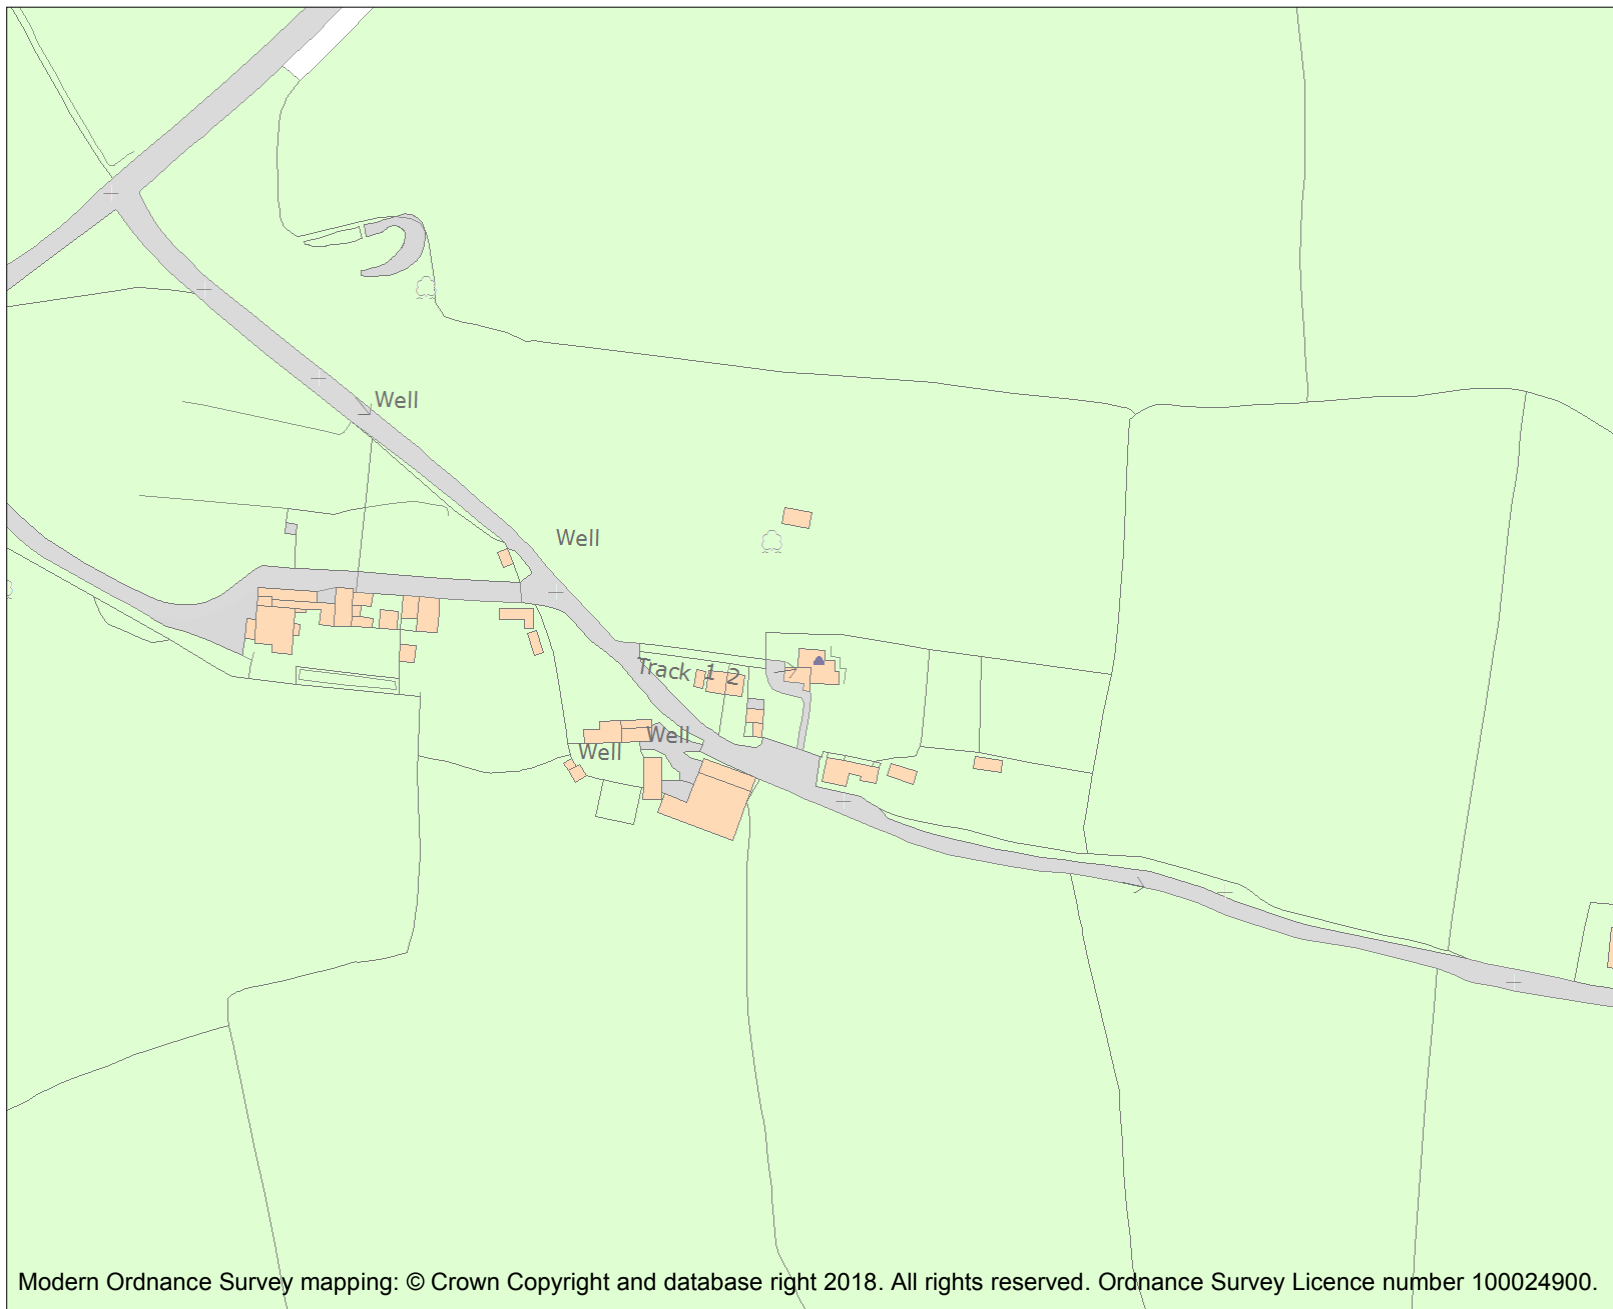 Well
Well
Track 1 2
Well
Well
Modern Ordnance Survey mapping: © Crown Copyright and database right 2018. All rights reserved. Ordnance Survey Licence number 100024900.